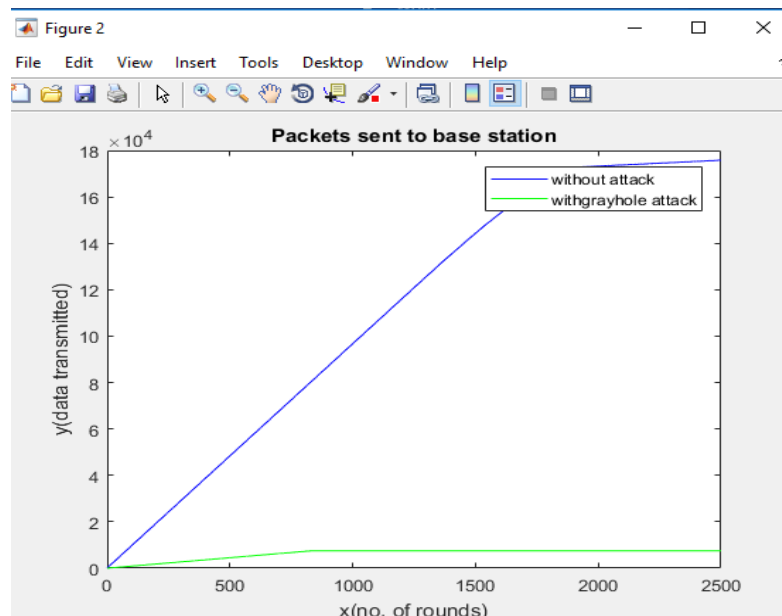 Figure 2
File Edit View Insert Tools Desktop Window Help
×10^4
Packets sent to base station
18
16
14
12
10
8
6
4
2
0
y(data transmitted)
without attack
withgrayhole attack
0 500 1000 1500 2000 2500
x(no. of rounds)